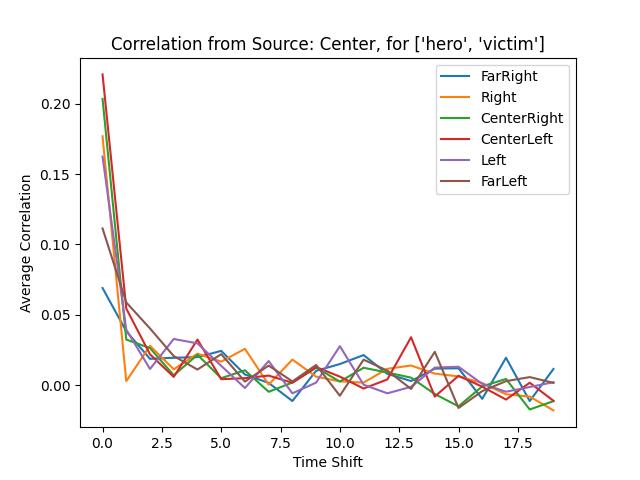 Correlation from Source: Center, for ['hero', 'victim']
FarRight
Right
CenterRight
CenterLeft
Left
FarLeft
Average Correlation
0.20
0.15
0.10
0.05
0.00
0.0 2.5 5.0 7.5 10.0 12.5 15.0 17.5
Time Shift